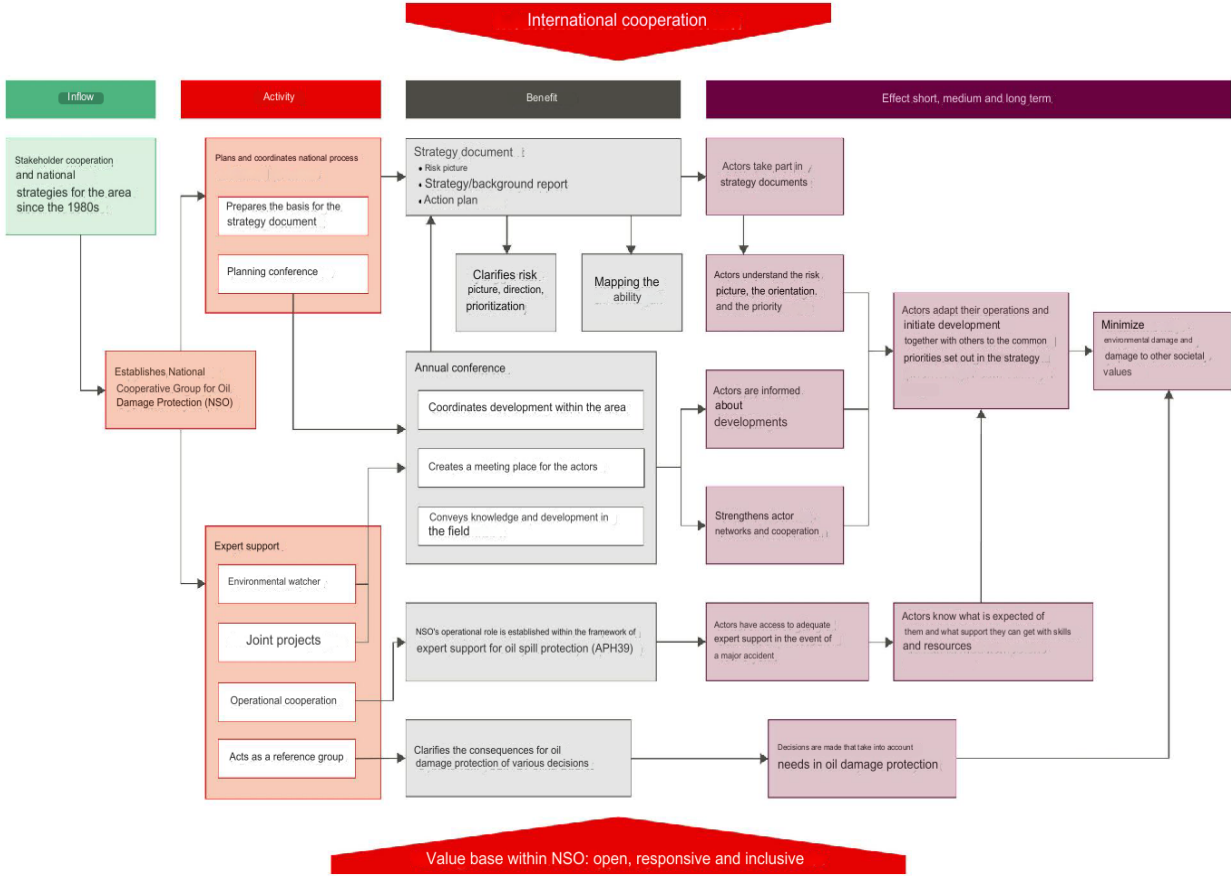 International cooperation
Inflow
Activity
Benefit
Effect short, medium and long term
Stakeholder cooperation
and national
strategies for the area
since the 1980s
Establishes National
Cooperative Group for Oil
Damage Protection (NSO)
Plans and coordinates national process
Prepares the basis for the
strategy document
Planning conference
Expert support
Environmental watcher
Joint projects
Operational cooperation
Acts as a reference group
Strategy document
• Risk picture
• Strategy/background report
• Action plan
Clarifies risk
picture, direction,
prioritization
Mapping the
ability
Annual conference
Coordinates development within the area
Creates a meeting place for the actors
Conveys knowledge and development in
the field
NSO's operational role is established within the framework of
expert support for oil spill protection (APH39)
Clarifies the consequences for oil
damage protection of various decisions
Actors take part in
strategy documents
Actors understand the risk
picture, the orientation.
and the priority
Actors are informed
about
developments
Strengthens actor
networks and cooperation
Actors have access to adequate
expert support in the event of
a major accident
Decisions are made that take into account
needs in oil damage protection
Actors adapt their operations and
initiate development
together with others to the common
priorities set out in the strategy
Actors know what is expected of
them and what support they can get with skills
and resources
Minimize
environmental damage and
damage to other societal
values
Value base within NSO: open, responsive and inclusive